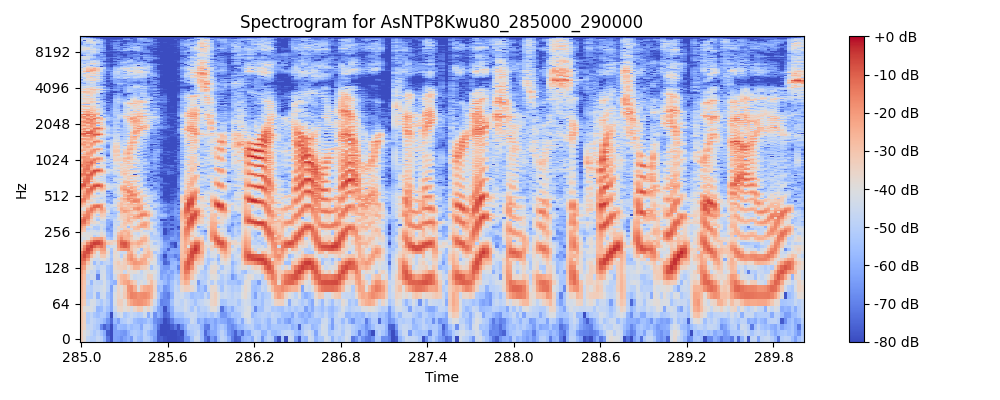 Spectrogram for AsNTP8Kwu80_285000_290000
Hz
8192
4096
2048
1024
512
256
128
64
0
285.0 285.6 286.2 286.8 287.4 288.0 288.6 289.2 289.8
Time
+0 dB
-10 dB
-20 dB
-30 dB
-40 dB
-50 dB
-60 dB
-70 dB
-80 dB